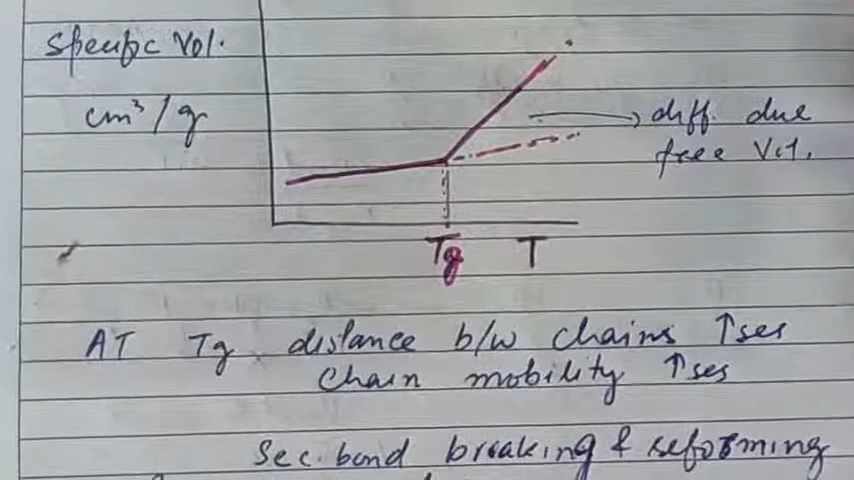 Specific Vol.
cm³/g
diff. due
free Vol.
Tg T
AT Tg distance b/w chains ↑ses
Chain mobility ↑ses
Sec. bond breaking & reforming